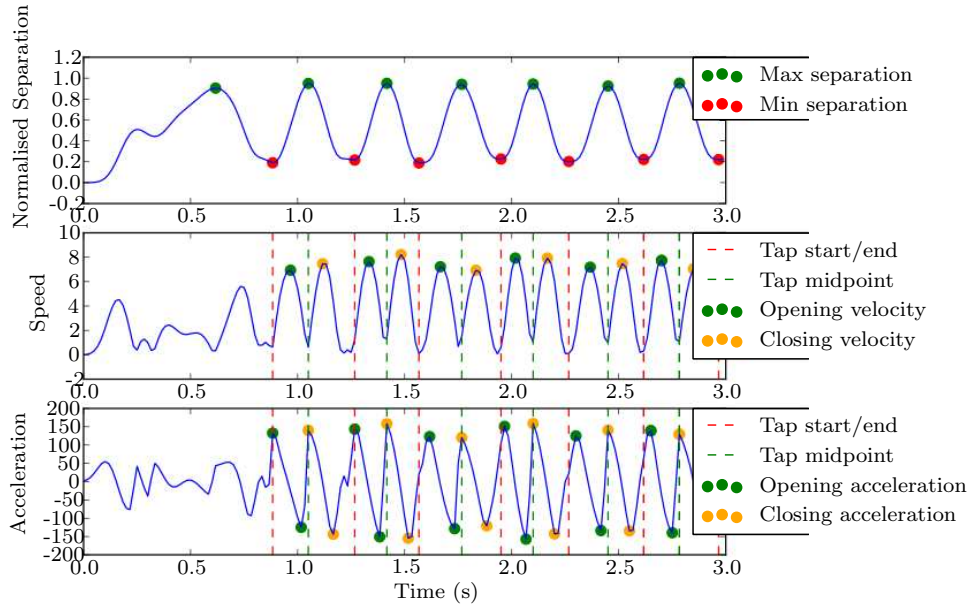 Normalised Separation
1.2
1.0
0.8
0.6
0.4
0.2
0.0
-0.2
0.0 0.5 1.0 1.5 2.0 2.5 3.0
Max separation
Min separation
Speed
10
8
6
4
2
0
-2
0.0 0.5 1.0 1.5 2.0 2.5 3.0
Tap start/end
Tap midpoint
Opening velocity
Closing velocity
Acceleration
200
150
100
50
0
-50
-100
-150
-200
0.0 0.5 1.0 1.5 2.0 2.5 3.0
Time (s)
Tap start/end
Tap midpoint
Opening acceleration
Closing acceleration